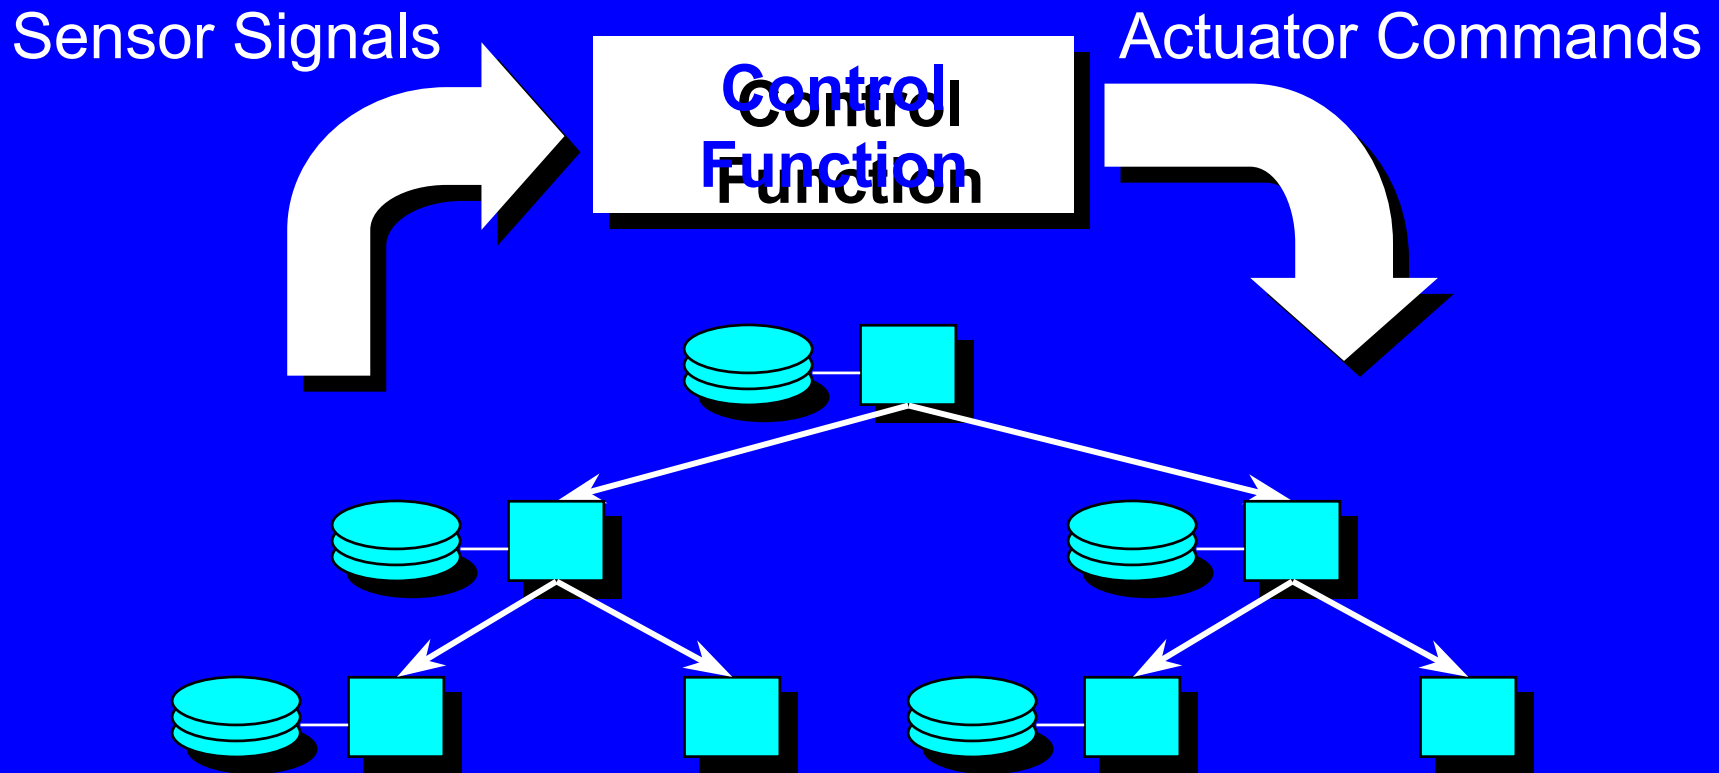 Sensor Signals
Control
Function
Actuator Commands